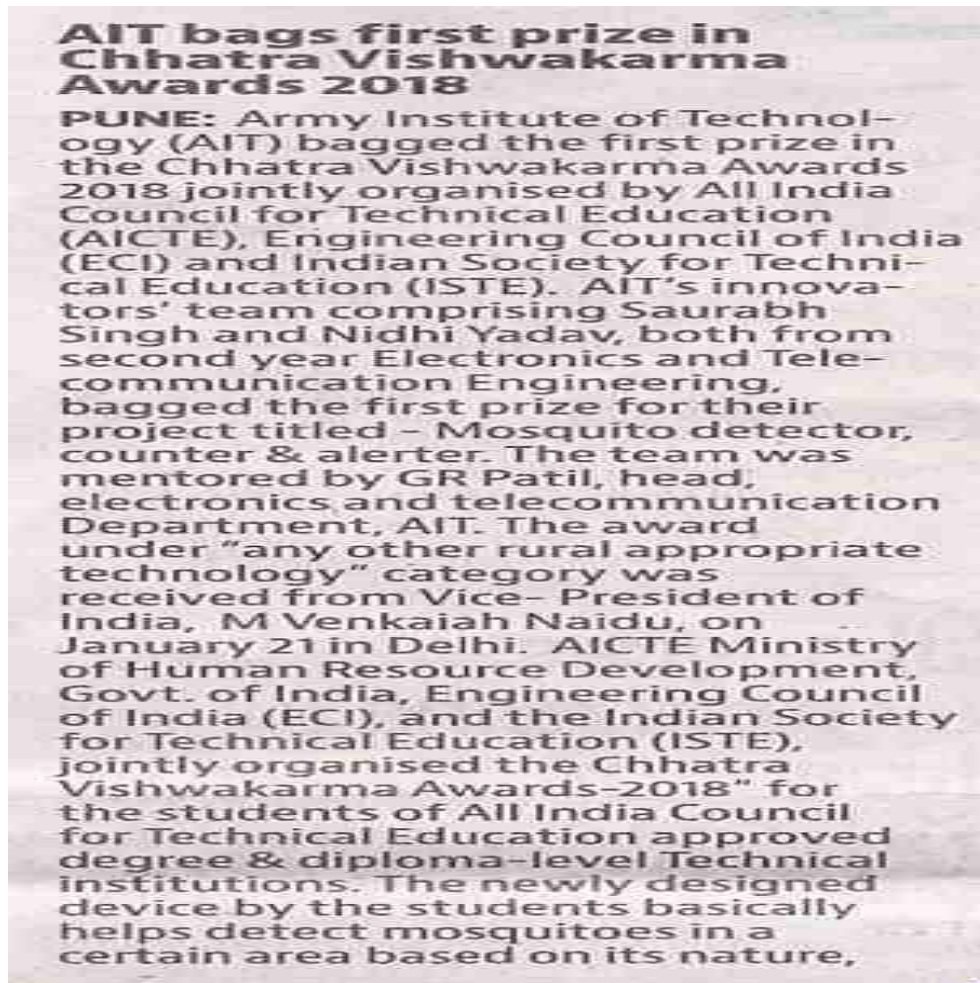 AIT bags first prize in
Chhatra Vishwakarma
Awards 2018
PUNE: Army Institute of Technol-
ogy (AIT) bagged the first prize in
the Chhatra Vishwakarma Awards
2018 jointly organised by All India
Council for Technical Education
(AICTE), Engineering Council of India
(ECI) and Indian Society for Techni-
cal Education (ISTE). AIT's innova-
tors' team comprising Saurabh
Singh and Nidhi Yadav, both from
second year Electronics and Tele-
communication Engineering,
bagged the first prize for their
project titled - Mosquito detector,
counter & alerter. The team was
mentored by GR Patil, head,
electronics and telecommunication
Department, AIT. The award
under "any other rural appropriate
technology" category was
received from Vice- President of
India, M Venkaiah Naidu, on
January 21 in Delhi. AICTE Ministry
of Human Resource Development,
Govt. of India, Engineering Council
of India (ECI), and the Indian Society
for Technical Education (ISTE),
jointly organised the Chhatra
Vishwakarma Awards-2018" for
the students of All India Council
for Technical Education approved
degree & diploma-level Technical
institutions. The newly designed
device by the students basically
helps detect mosquitoes in a
certain area based on its nature,